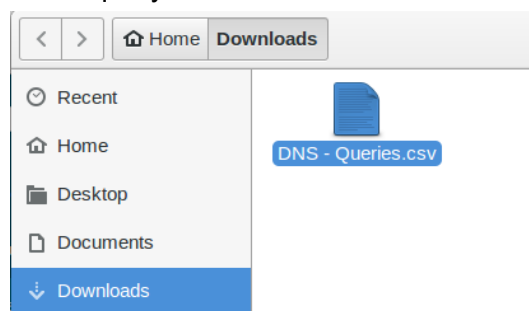 Home Downloads
Recent
Home
DNS - Queries.csv
Desktop
Documents
Downloads